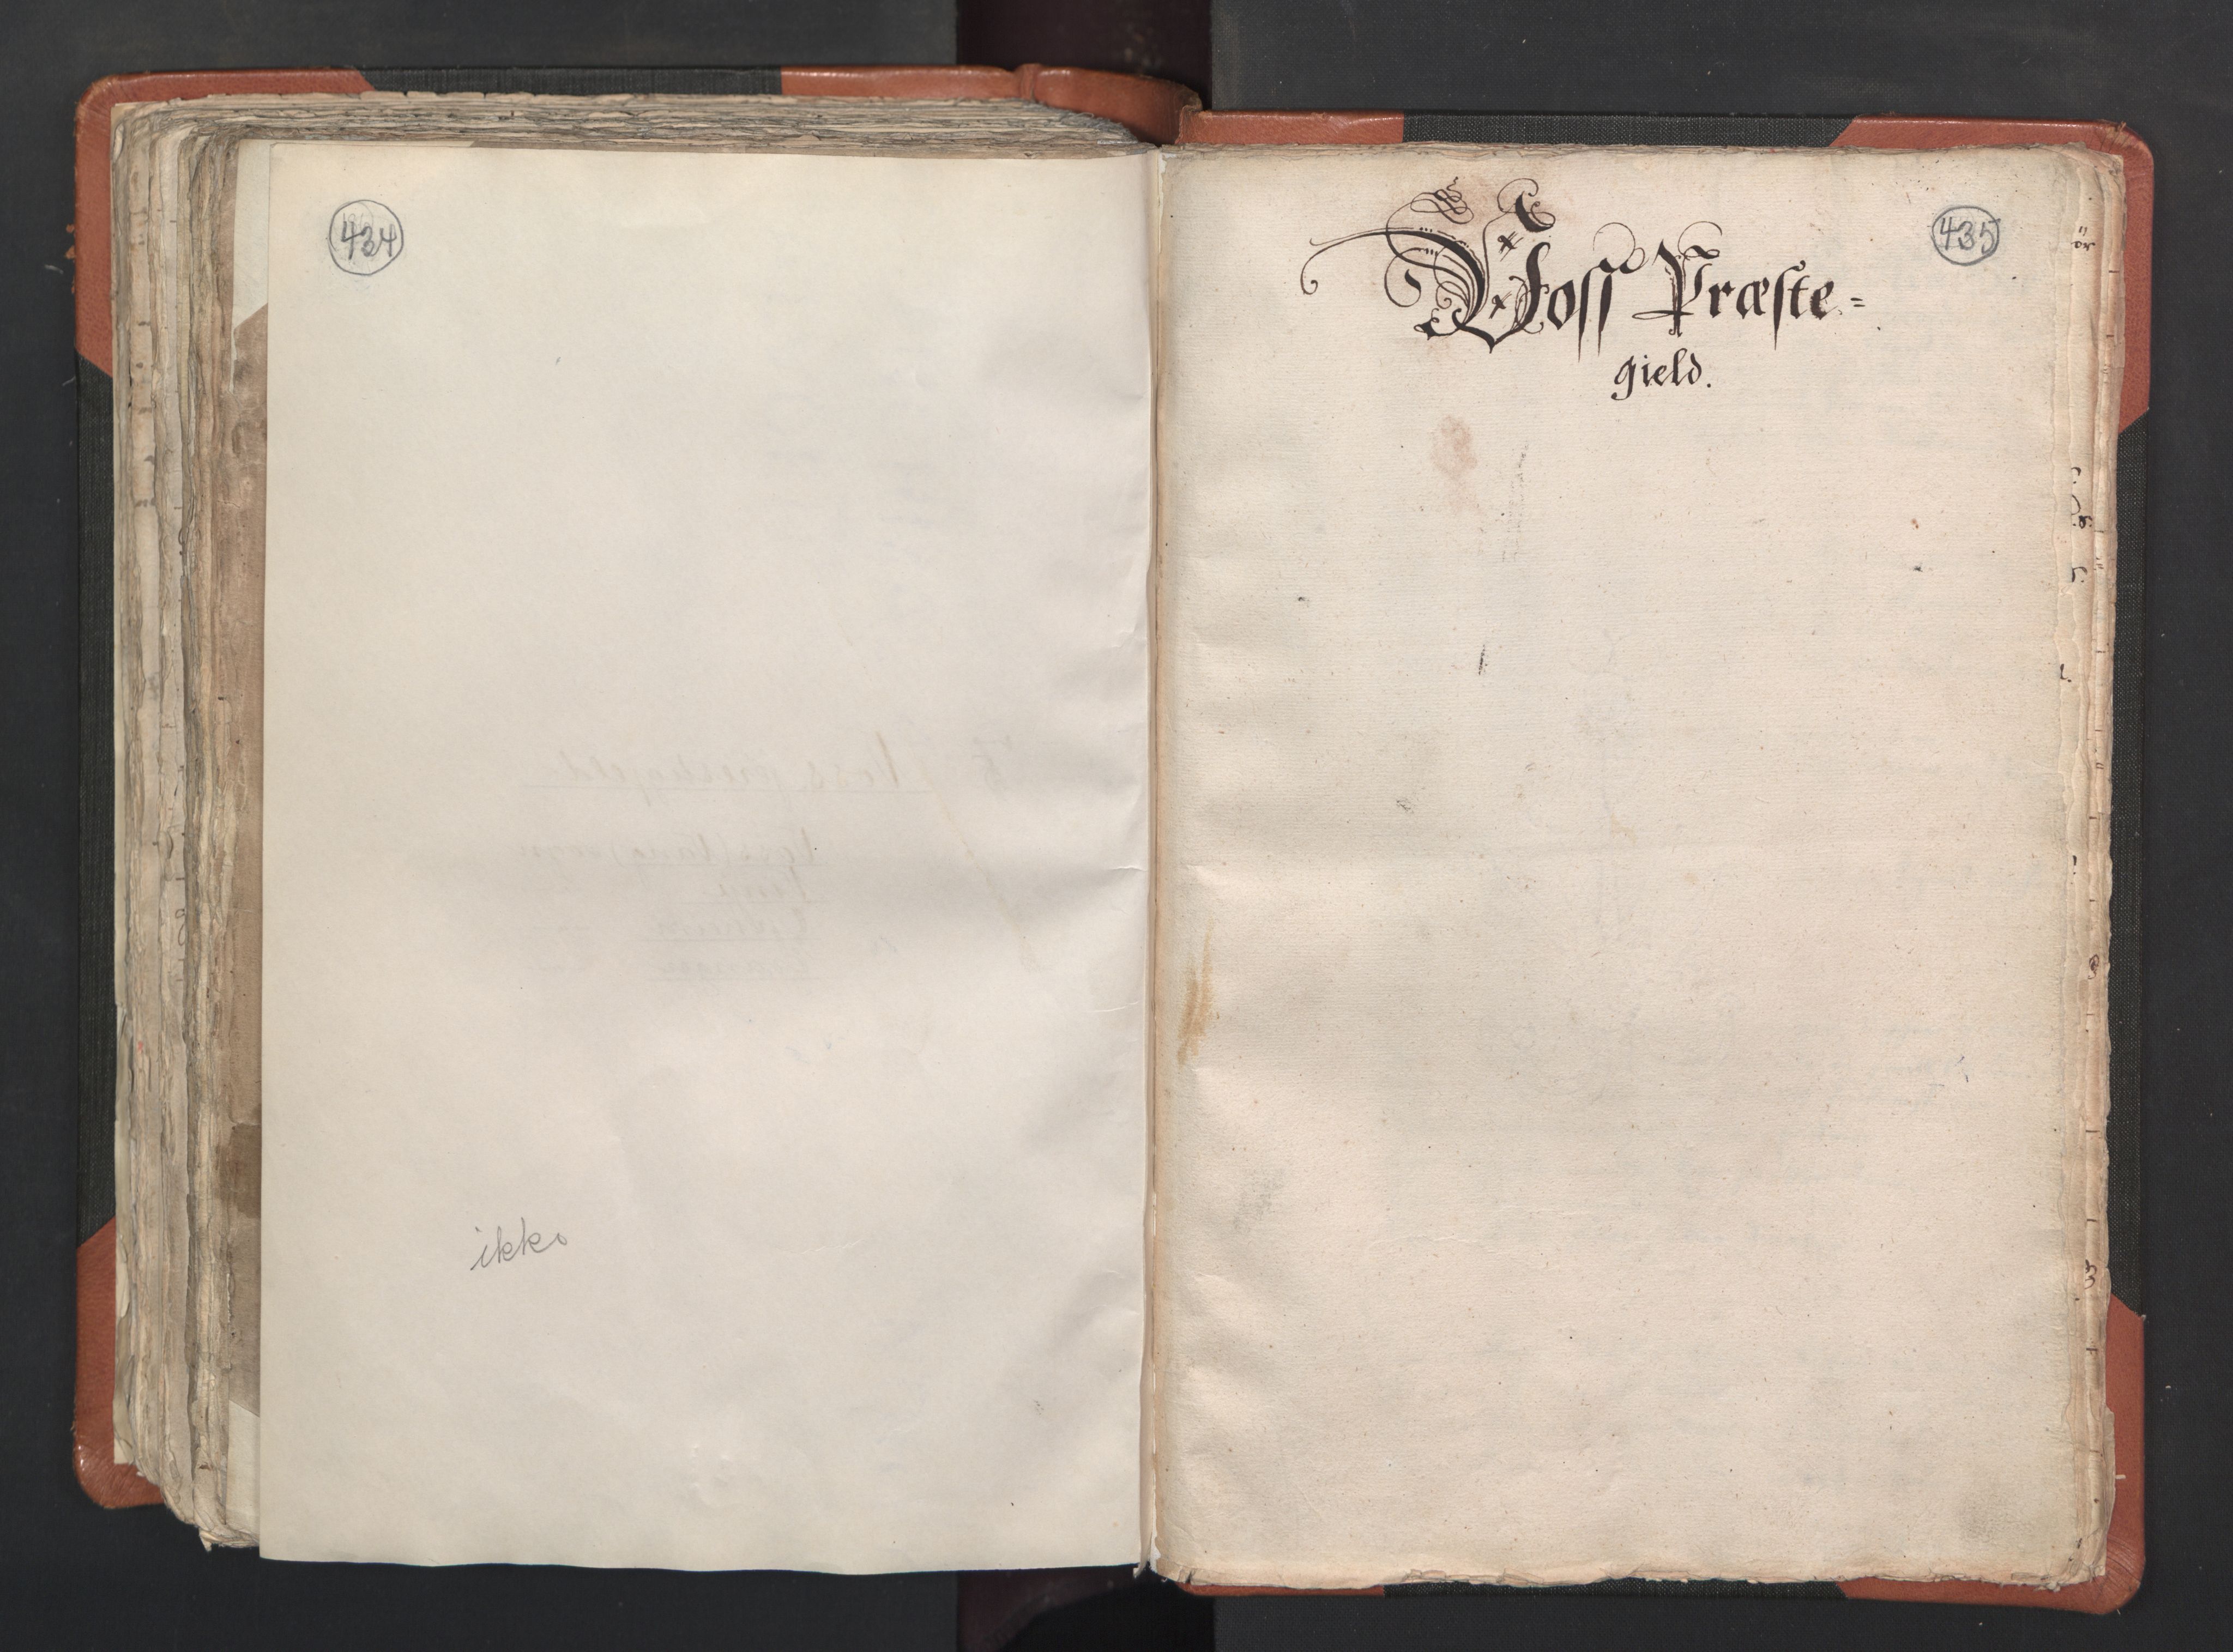 434
ikke
435
Voss Præste=
gield.